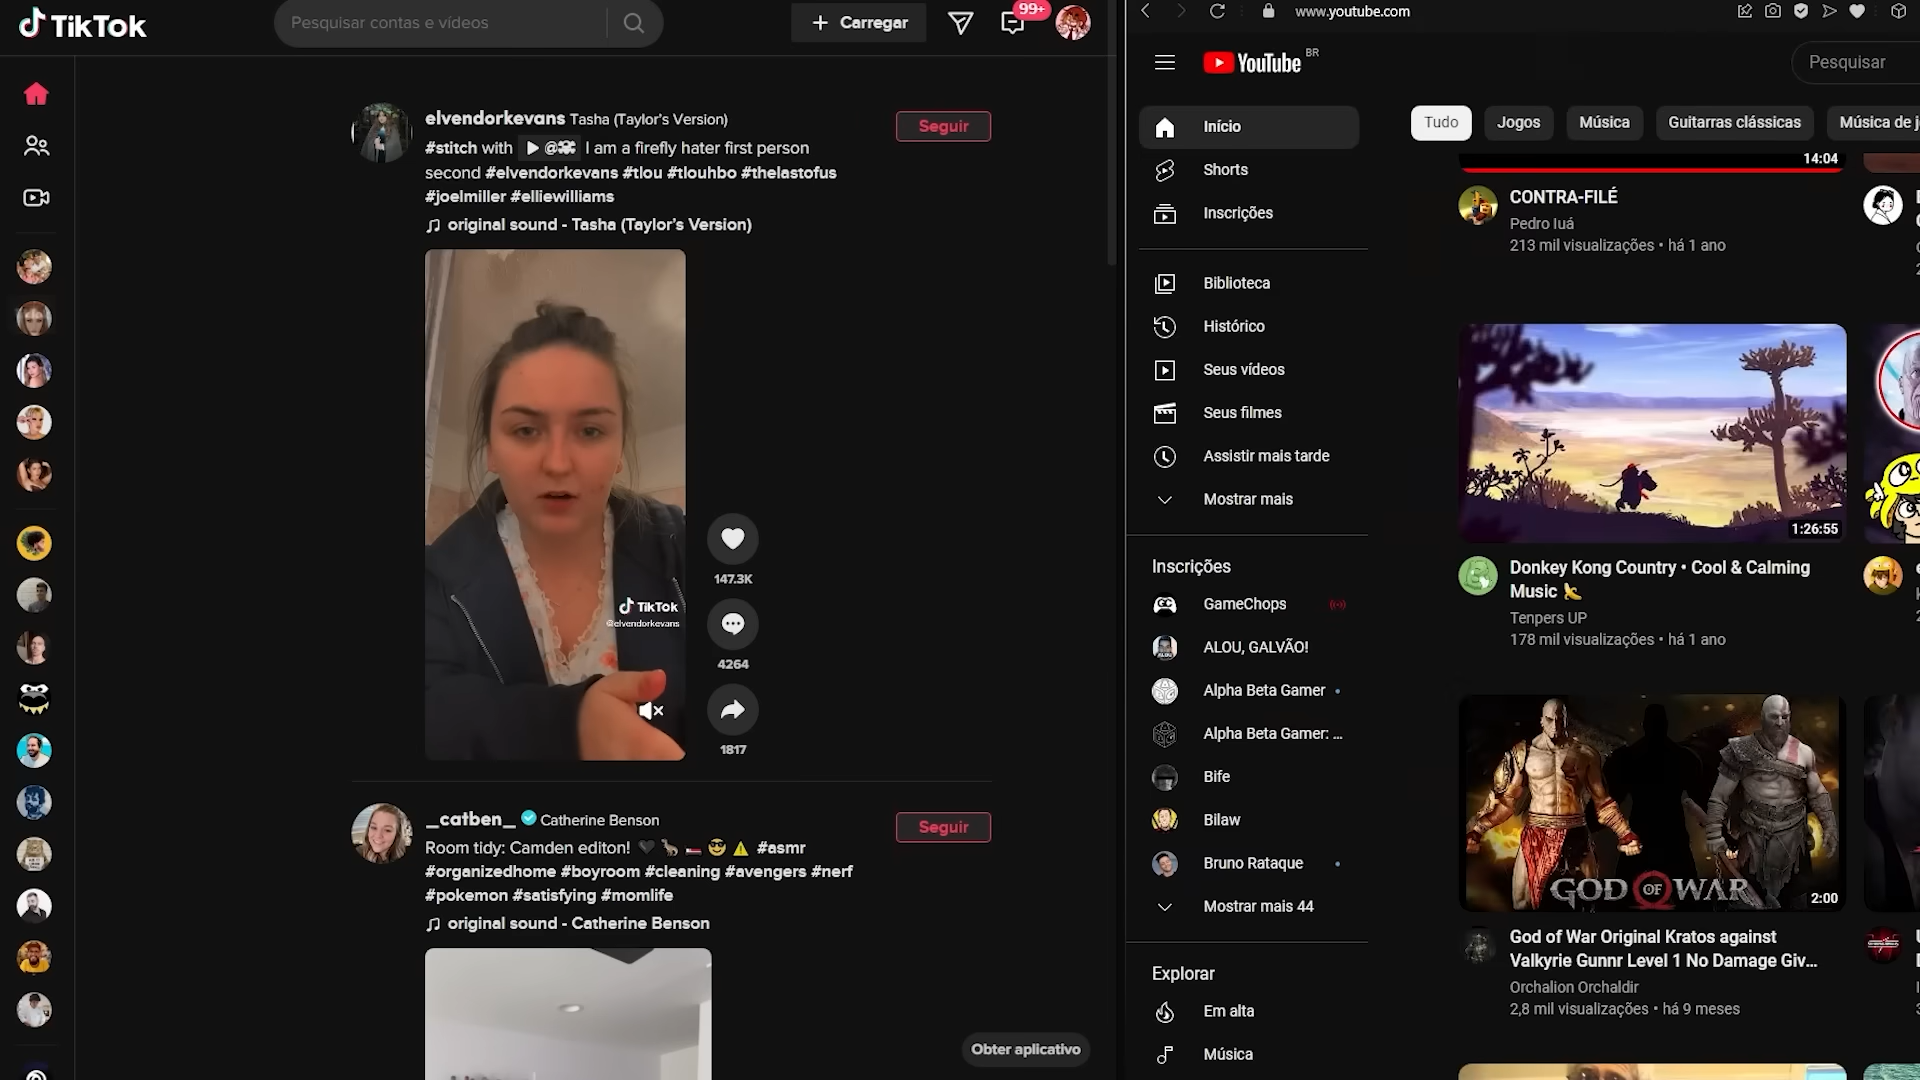 TikTok
Pesquisar contas e vídeos
Carregar
99+
elvendorkevans Tasha (Taylor's Version)
Seguir
#stitch with @ I am a firefly hater first person
second #elvendorkevans #tlou #tlouhbo #thelastofus
#joelmiller #elliewilliams
original sound - Tasha (Taylor's Version)
TikTok
@elvendorkevans
147.3K
4264
1817
_catben_ Catherine Benson
Seguir
Room tidy: Camden editon! 🖤 🐆 🛏️ 😎 ⚠️ #asmr
#organizedhome #boyroom #cleaning #avengers #nerf
#pokemon #satisfying #momlife
original sound - Catherine Benson
Obter aplicativo
www.youtube.com
YouTube BR
Pesquisar
Início
Shorts
Inscrições
Biblioteca
Histórico
Seus vídeos
Seus filmes
Assistir mais tarde
Mostrar mais
Inscrições
GameChops
ALOU, GALVÃO!
Alpha Beta Gamer
Alpha Beta Gamer: ...
Bife
Bilaw
Bruno Rataque
Mostrar mais 44
Explorar
Em alta
Música
Tudo
Jogos
Música
Guitarras clássicas
Música de j
14:04
CONTRA-FILÉ
Pedro Iuá
213 mil visualizações • há 1 ano
1:26:55
Donkey Kong Country • Cool & Calming
Music 🍌
Tenpers UP
178 mil visualizações • há 1 ano
GOD OF WAR
2:00
God of War Original Kratos against
Valkyrie Gunnr Level 1 No Damage Giv...
Orchalion Orchaldir
2,8 mil visualizações • há 9 meses